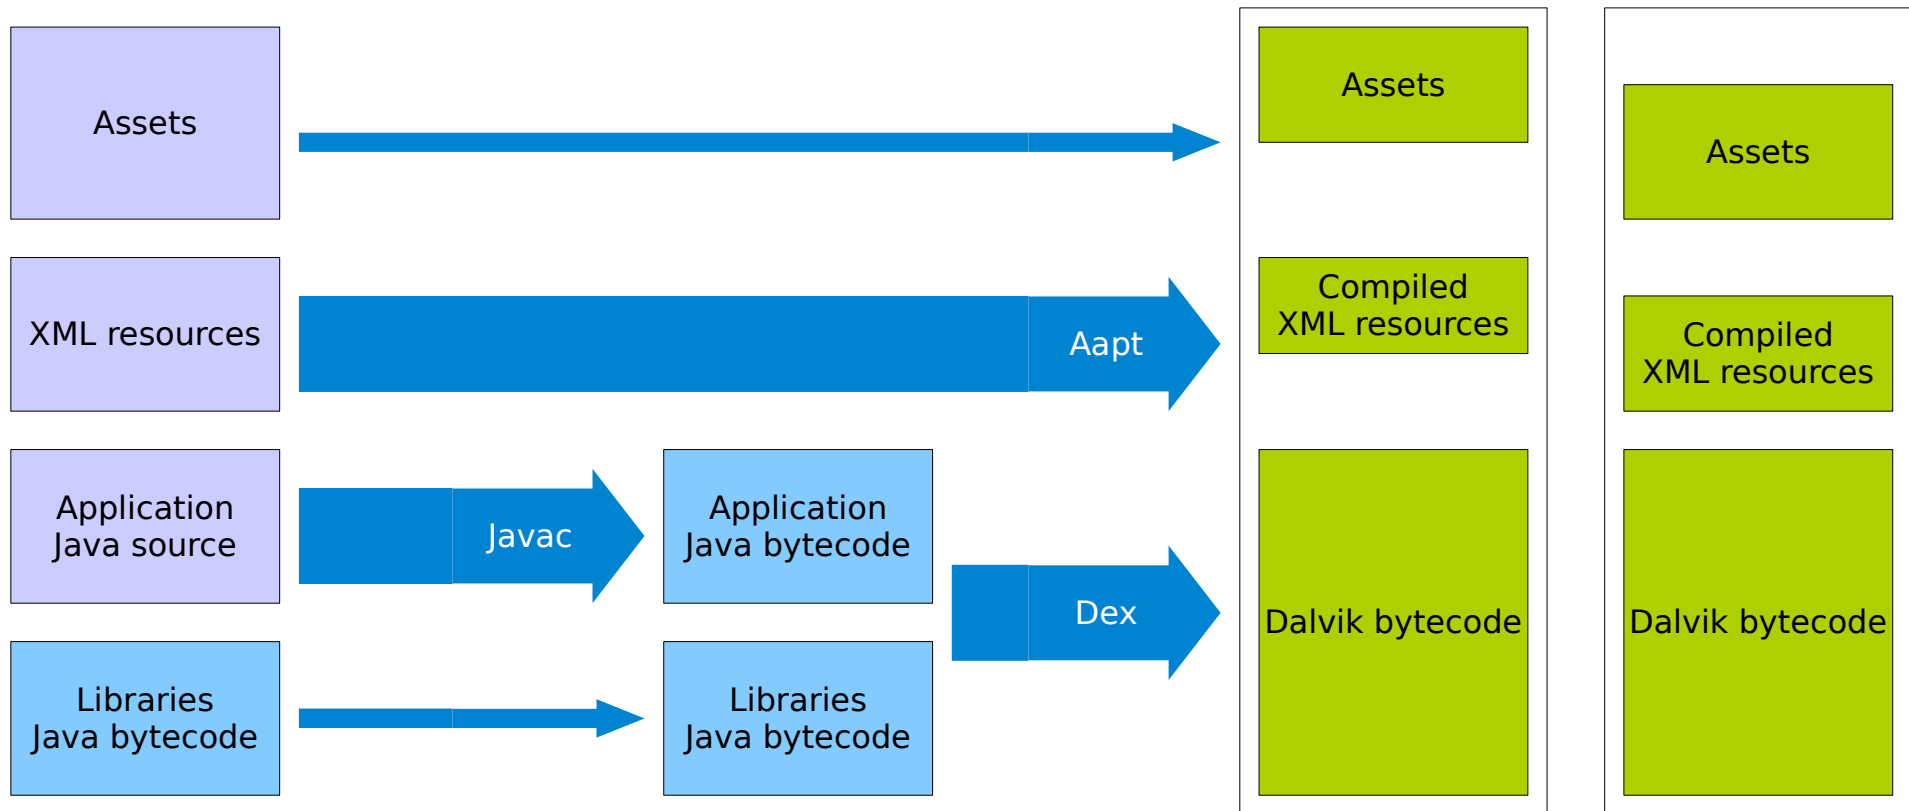 Assets
Assets
Assets
XML resources
Aapt
Compiled
XML resources
Compiled
XML resources
Application
Java source
Javac
Application
Java bytecode
Dex
Dalvik bytecode
Dalvik bytecode
Libraries
Java bytecode
Libraries
Java bytecode